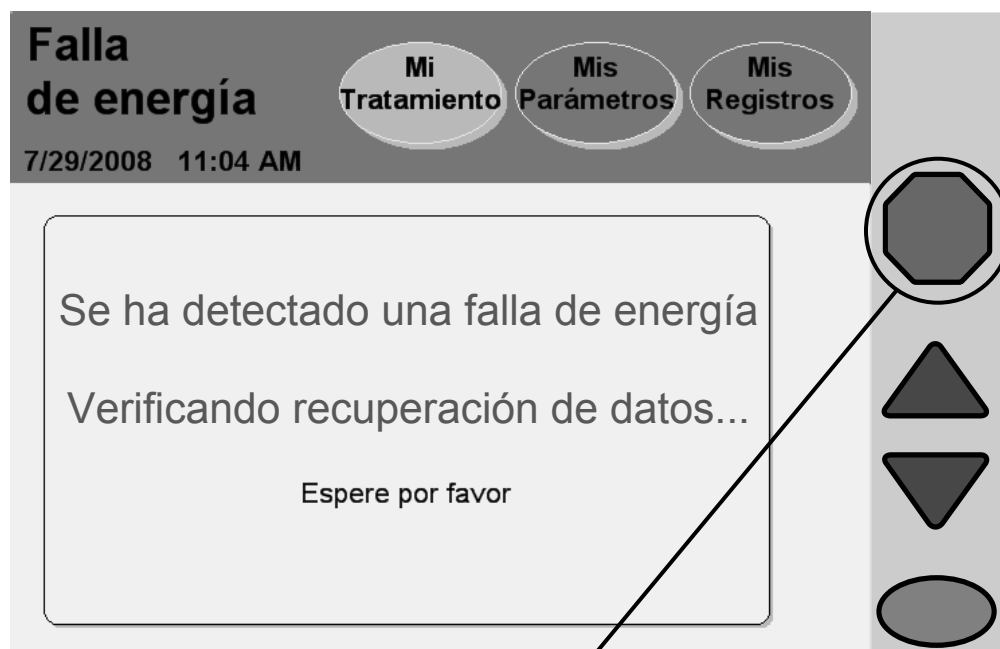 Falla
de energía
7/29/2008 11:04 AM
Mi
Tratamiento
Mis
Parámetros
Mis
Registros
Se ha detectado una falla de energía
Verificando recuperación de datos...
Espere por favor